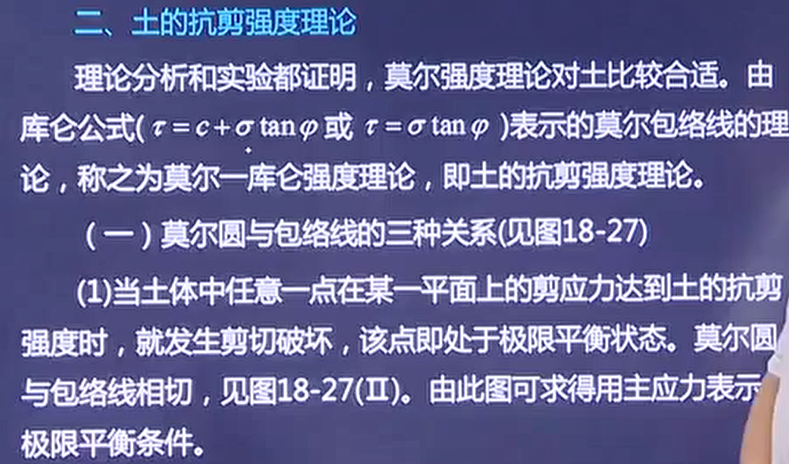 二、土的抗剪强度理论
理论分析和实验都证明，莫尔强度理论对土比较合适。由
库仑公式( τ = c + σ tan φ 或 τ = σ tan φ )表示的莫尔包络线的理
论，称之为莫尔一库仑强度理论，即土的抗剪强度理论。
（一）莫尔圆与包络线的三种关系(见图18-27)
(1)当土体中任意一点在某一平面上的剪应力达到土的抗剪
强度时，就发生剪切破坏，该点即处于极限平衡状态。莫尔圆
与包络线相切，见图18-27(Ⅱ)。由此图可求得用主应力表示
极限平衡条件。